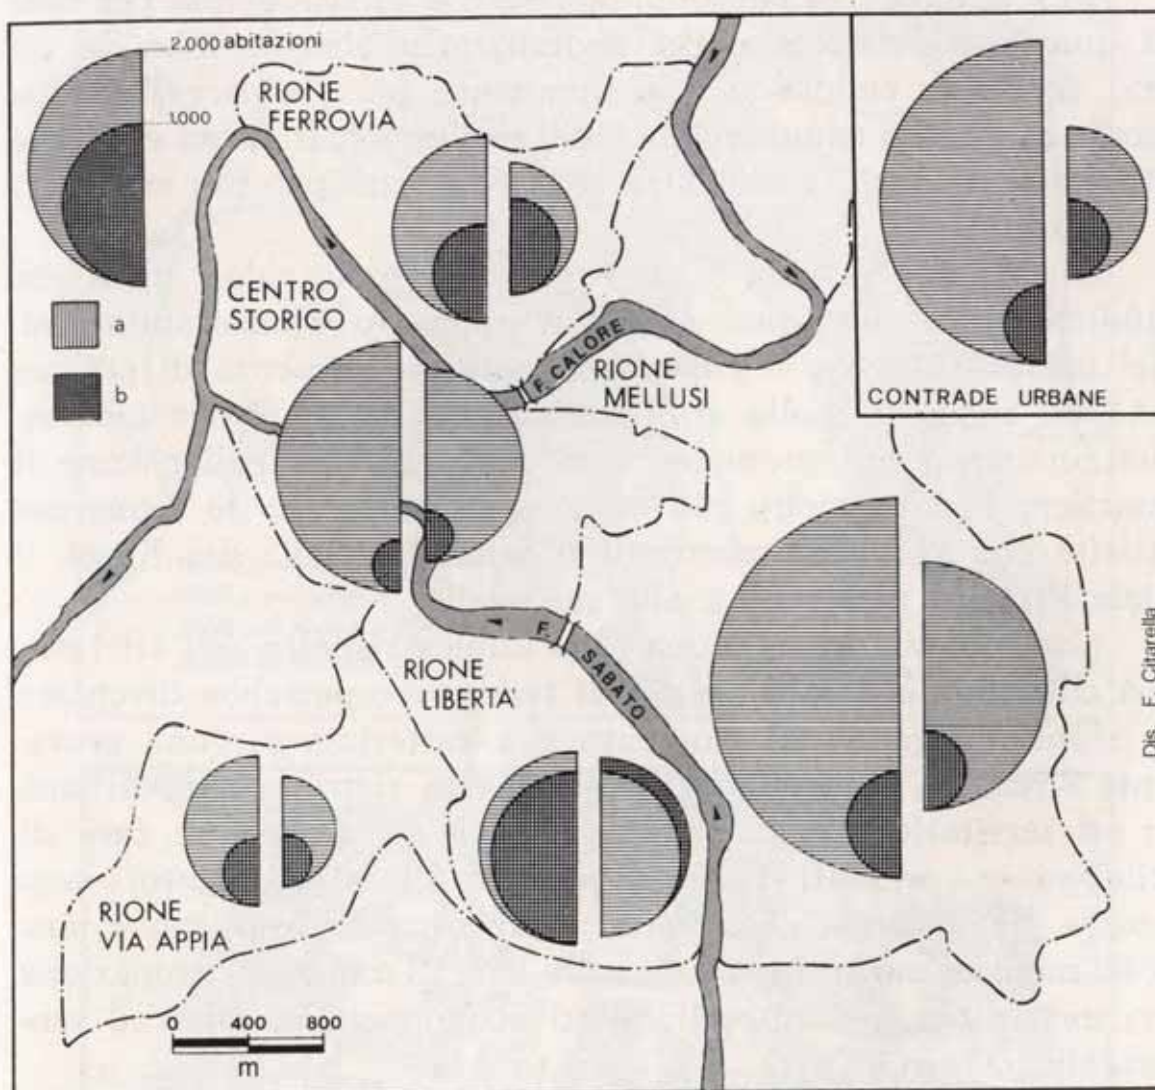 2.000 abitazioni
1.000
a
b
RIONE
FERROVIA
CENTRO
STORICO
F. CALORE
RIONE
MELLUSI
CONTRADE URBANE
F. SABATO
RIONE
LIBERTA'
RIONE
VIA APPIA
0 400 800
m
Dis. F. Citarella